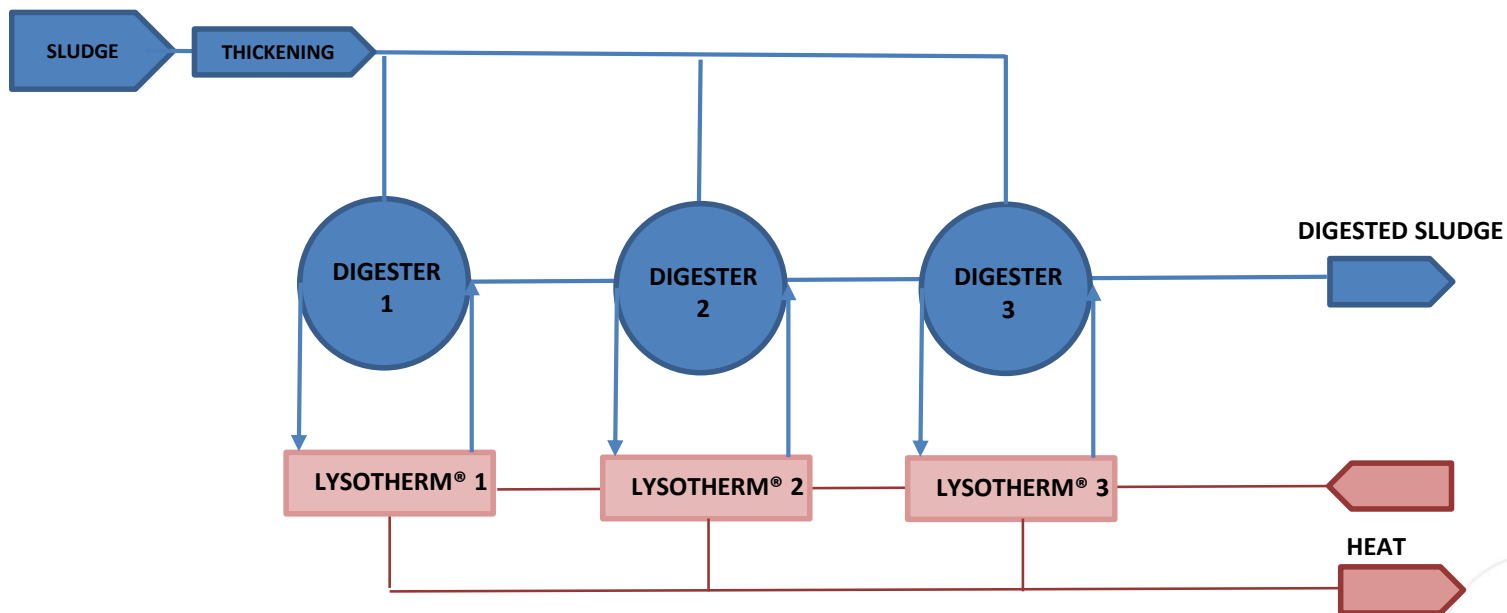 SLUDGE
THICKENING
DIGESTER
1
DIGESTER
2
DIGESTER
3
DIGESTED SLUDGE
LYSOTHERM® 1
LYSOTHERM® 2
LYSOTHERM® 3
HEAT